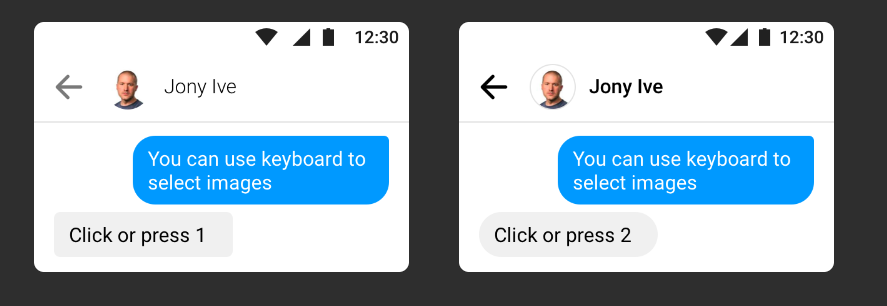 12:30
Jony Ive
You can use keyboard to
select images
Click or press 1
12:30
Jony Ive
You can use keyboard to
select images
Click or press 2